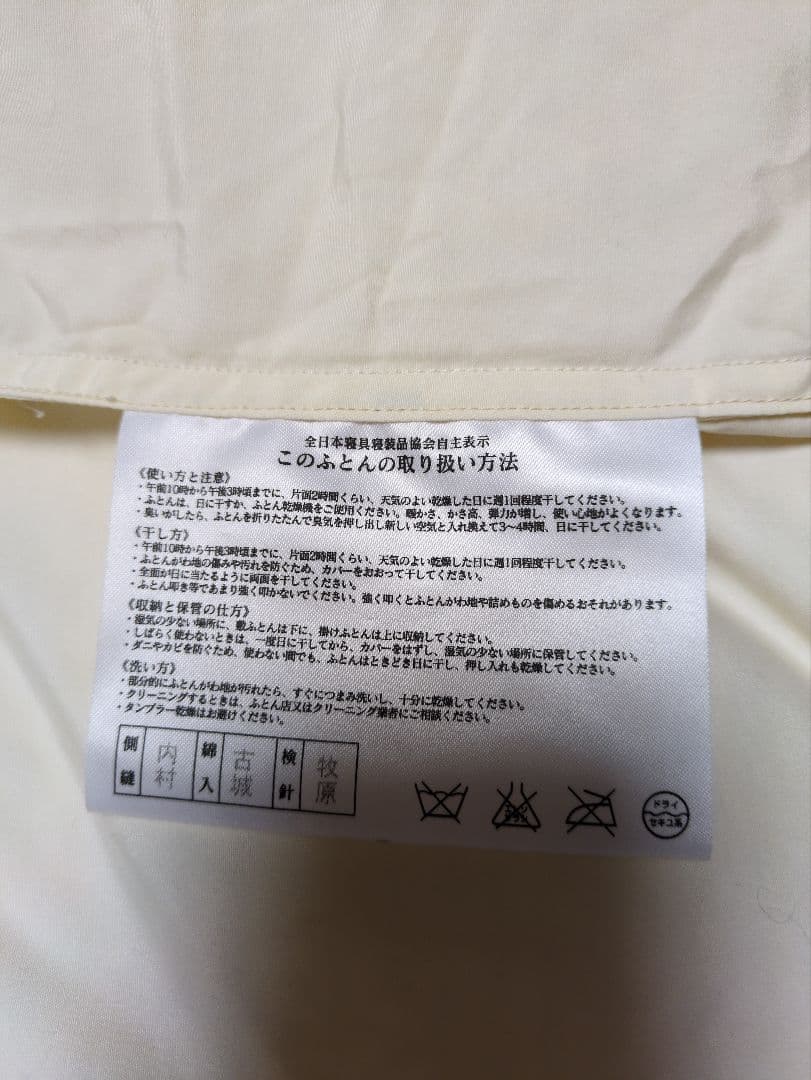 全日本寝具寝装品協会自主表示
このふとんの取り扱い方法
《使い方と注意》
・午前10時から午後3時頃までに、片面2時間くらい、天気のよい乾燥した日に週1回程度干してください。
・ふとんは、日に干すか、ふとん乾燥機をご使用ください。暖かさ、かさ高、弾力が増し、使い心地がよくなります。
・臭いがしたら、ふとんを折りたたんで臭気を押し出し新しい空気と入れ換えて3～4時間、日に干してください。
《干し方》
・午前10時から午後3時頃までに、片面2時間くらい、天気のよい乾燥した日に週1回程度干してください。
・ふとんがわ地の傷みや汚れを防ぐため、カバーをおおって干してください。
・全面が日に当たるように両面を干してください。
・ふとん叩き等であまり強く叩かないでください。強く叩くとふとんがわ地や詰めものを傷めるおそれがあります。
《収納と保管の仕方》
・湿気の少ない場所に、敷ふとんは下に、掛けふとんは上に収納してください。
・しばらく使わないときは、一度日に干してから、カバーをはずし、湿気の少ない場所に保管してください。
・ダニやカビを防ぐため、使わない間でも、ふとんはときどき日に干し、押し入れも乾燥してください。
《洗い方》
・部分的にふとんがわ地が汚れたら、すぐにつまみ洗いし、十分に乾燥してください。
・クリーニングするときは、ふとん店又はクリーニング業者にご相談ください。
・タンブラー乾燥はお避けください。
側縫 内村 綿入 古城 検針 牧原
ドライ
セキユ系